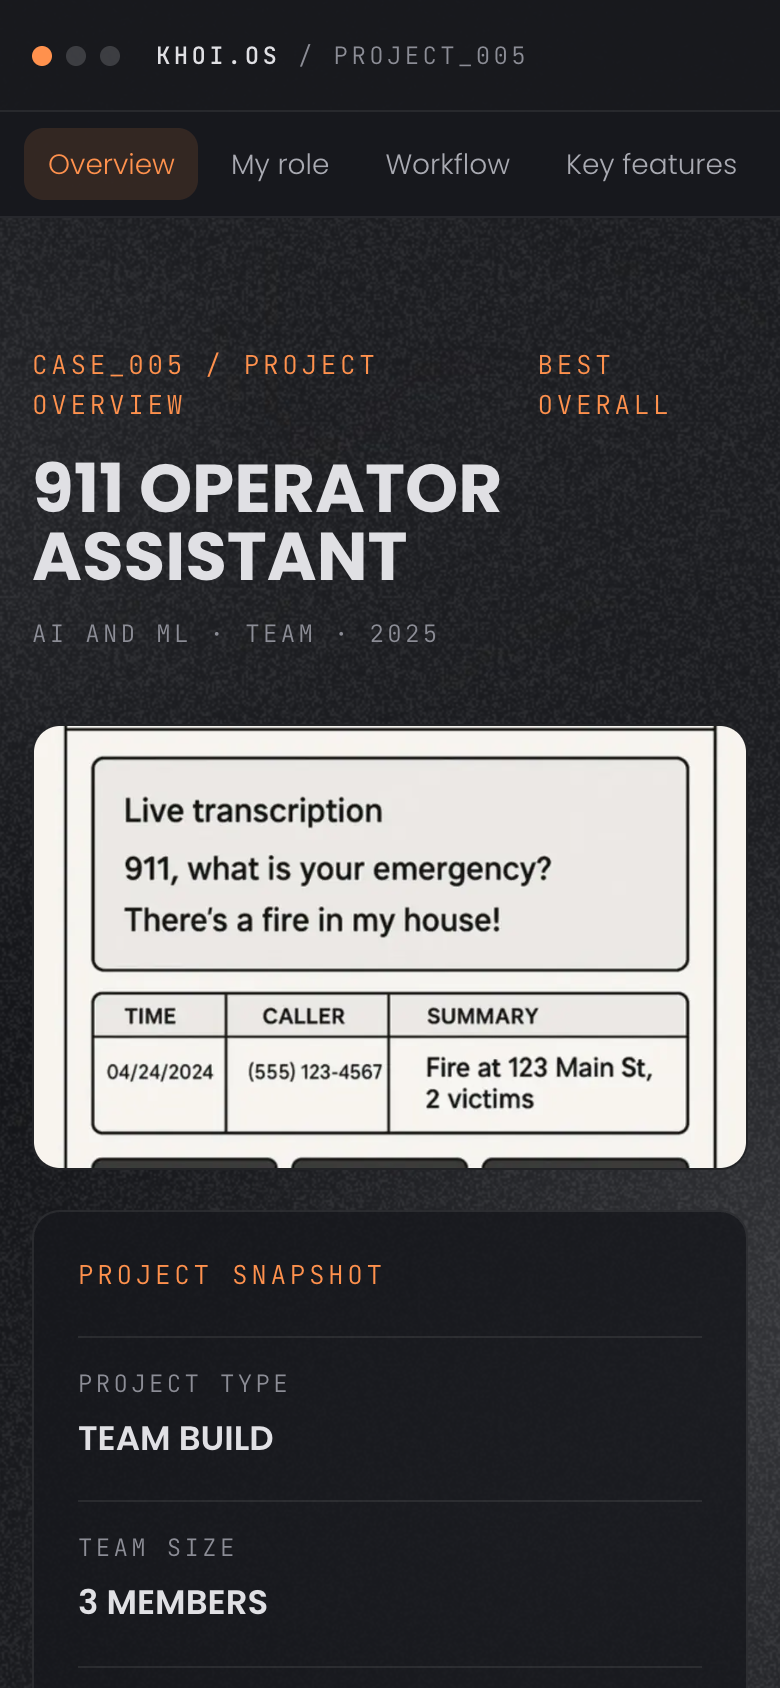 KHOI.OS / PROJECT_005
Overview My role Workflow Key features
CASE_005 / PROJECT OVERVIEW
BEST OVERALL
911 OPERATOR
ASSISTANT
AI AND ML · TEAM · 2025
Live transcription
911, what is your emergency?
There's a fire in my house!
TIME CALLER SUMMARY
04/24/2024 (555) 123-4567 Fire at 123 Main St,
2 victims
PROJECT SNAPSHOT
PROJECT TYPE
TEAM BUILD
TEAM SIZE
3 MEMBERS